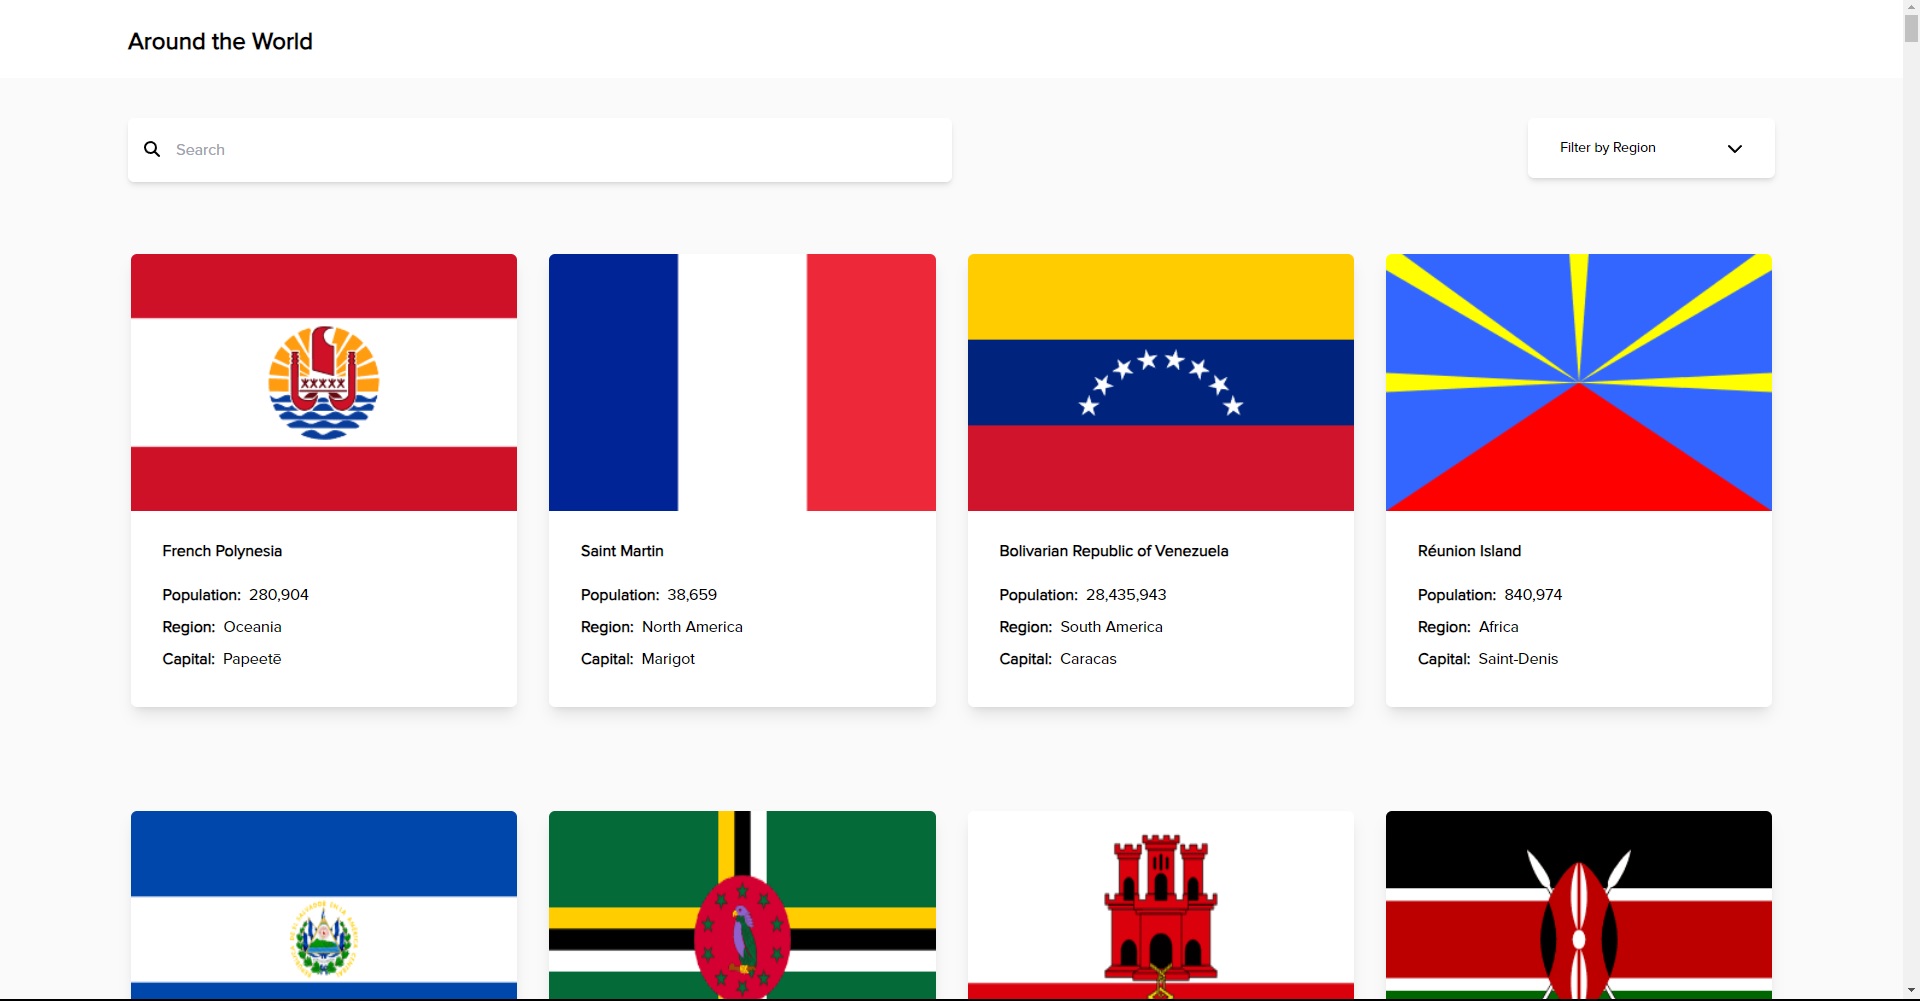 Around the World
Search
Filter by Region
French Polynesia
Population: 280,904
Region: Oceania
Capital: Papeetē
Saint Martin
Population: 38,659
Region: North America
Capital: Marigot
Bolivarian Republic of Venezuela
Population: 28,435,943
Region: South America
Capital: Caracas
Réunion Island
Population: 840,974
Region: Africa
Capital: Saint-Denis